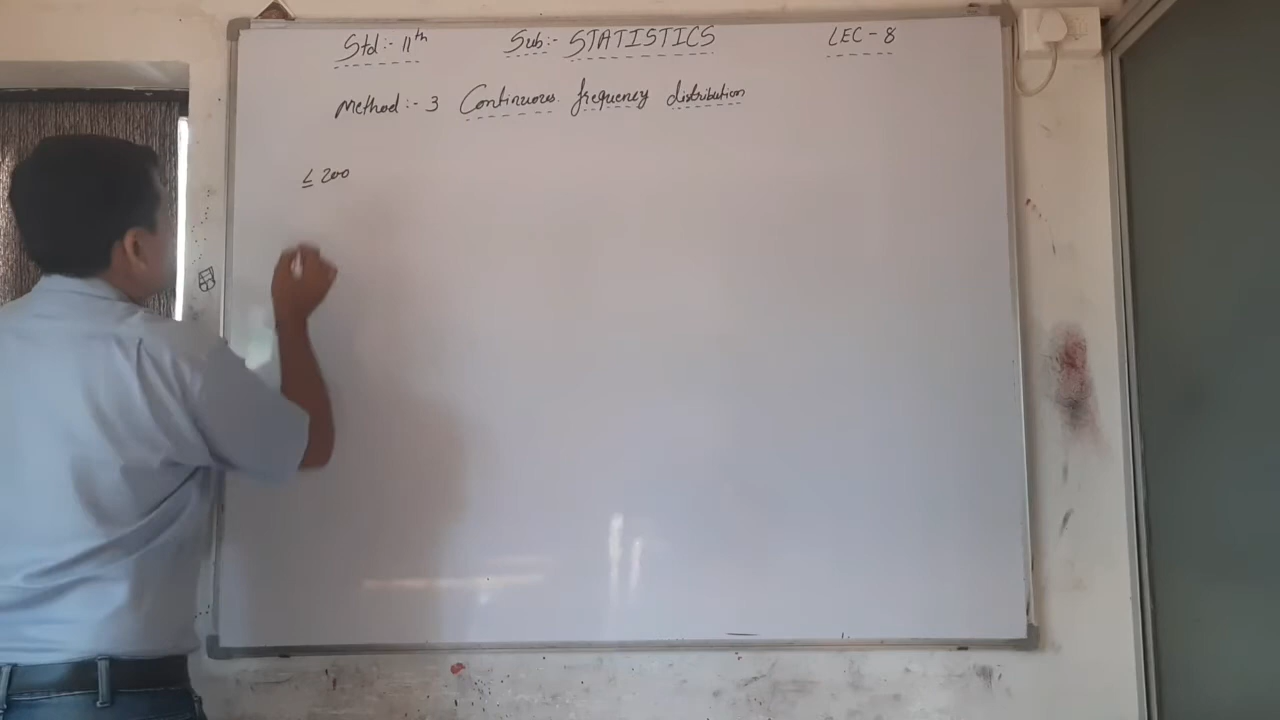 Std:- 11th Sub:- STATISTICS LEC-8
Method:- 3 Continuous frequency distribution
≤ 200